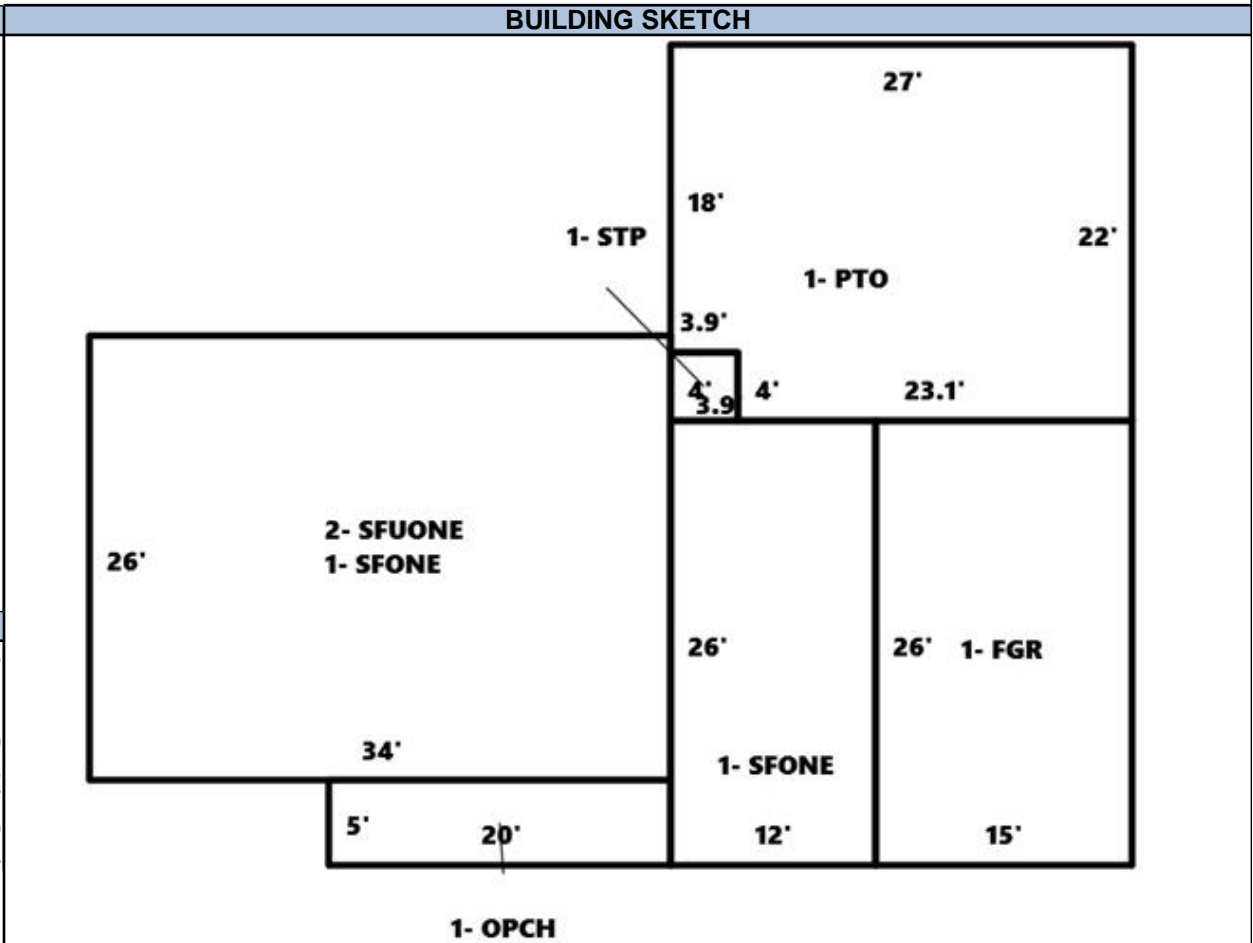 BUILDING SKETCH
27'
18'
1- STP
22'
1- PTO
3.9'
4'
4'
23.1'
3.9
2- SFUONE
1- SFONE
26'
26'
26'
1- FGR
34'
1- SFONE
5'
20'
12'
15'
1- OPCH